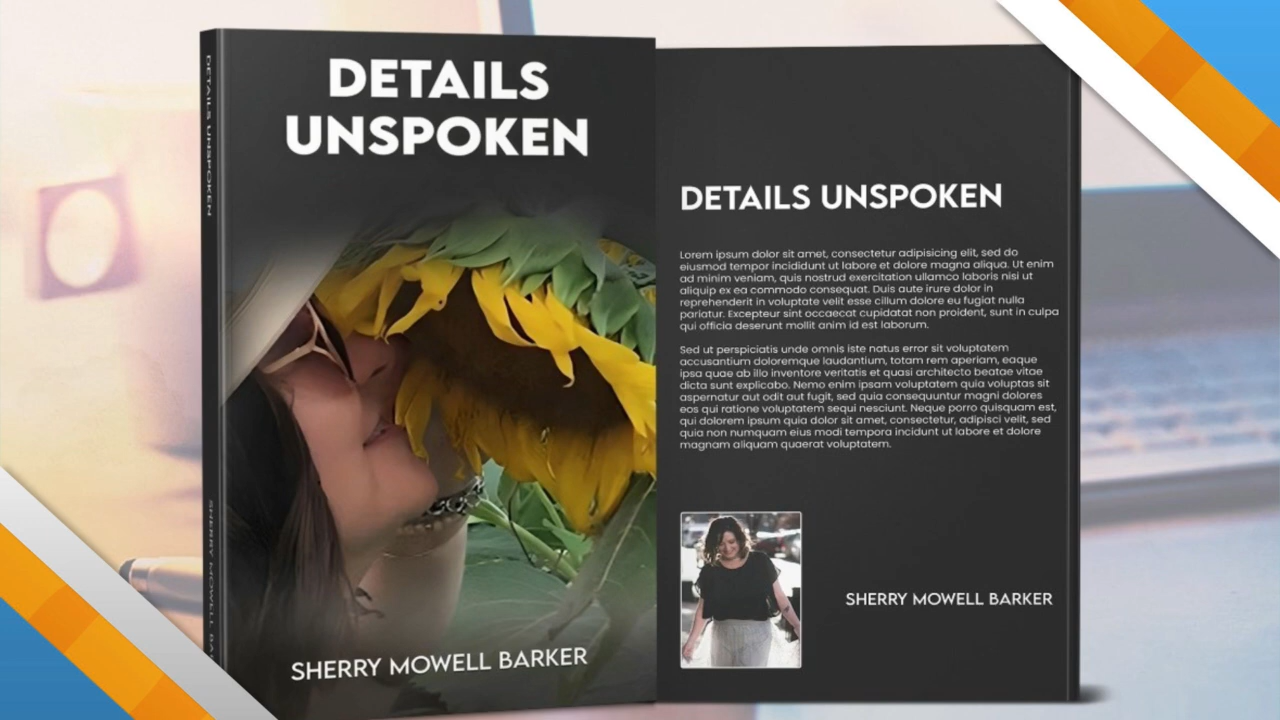 DETAILS UNSPOKEN
SHERRY MOWELL
DETAILS
UNSPOKEN
SHERRY MOWELL BARKER
DETAILS UNSPOKEN
Lorem ipsum dolor sit amet, consectetur adipisicing elit, sed do
eiusmod tempor incididunt ut labore et dolore magna aliqua. Ut enim
ad minim veniam, quis nostrud exercitation ullamco laboris nisi ut
aliquip ex ea commodo consequat. Duis aute irure dolor in
reprehenderit in voluptate velit esse cillum dolore eu fugiat nulla
pariatur. Excepteur sint occaecat cupidatat non proident, sunt in culpa
qui officia deserunt mollit anim id est laborum.
Sed ut perspiciatis unde omnis iste natus error sit voluptatem
accusantium doloremque laudantium, totam rem aperiam, eaque
ipsa quae ab illo inventore veritatis et quasi architecto beatae vitae
dicta sunt explicabo. Nemo enim ipsam voluptatem quia voluptas sit
aspernatur aut odit aut fugit, sed quia consequuntur magni dolores
eos qui ratione voluptatem sequi nesciunt. Neque porro quisquam est,
qui dolorem ipsum quia dolor sit amet, consectetur, adipisci velit, sed
quia non numquam eius modi tempora incidunt ut labore et dolore
magnam aliquam quaerat voluptatem.
SHERRY MOWELL BARKER